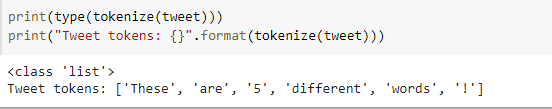 print(type(tokenize(tweet)))
print("Tweet tokens: {}".format(tokenize(tweet)))
<class 'list'>
Tweet tokens: ['These', 'are', '5', 'different', 'words', '!']